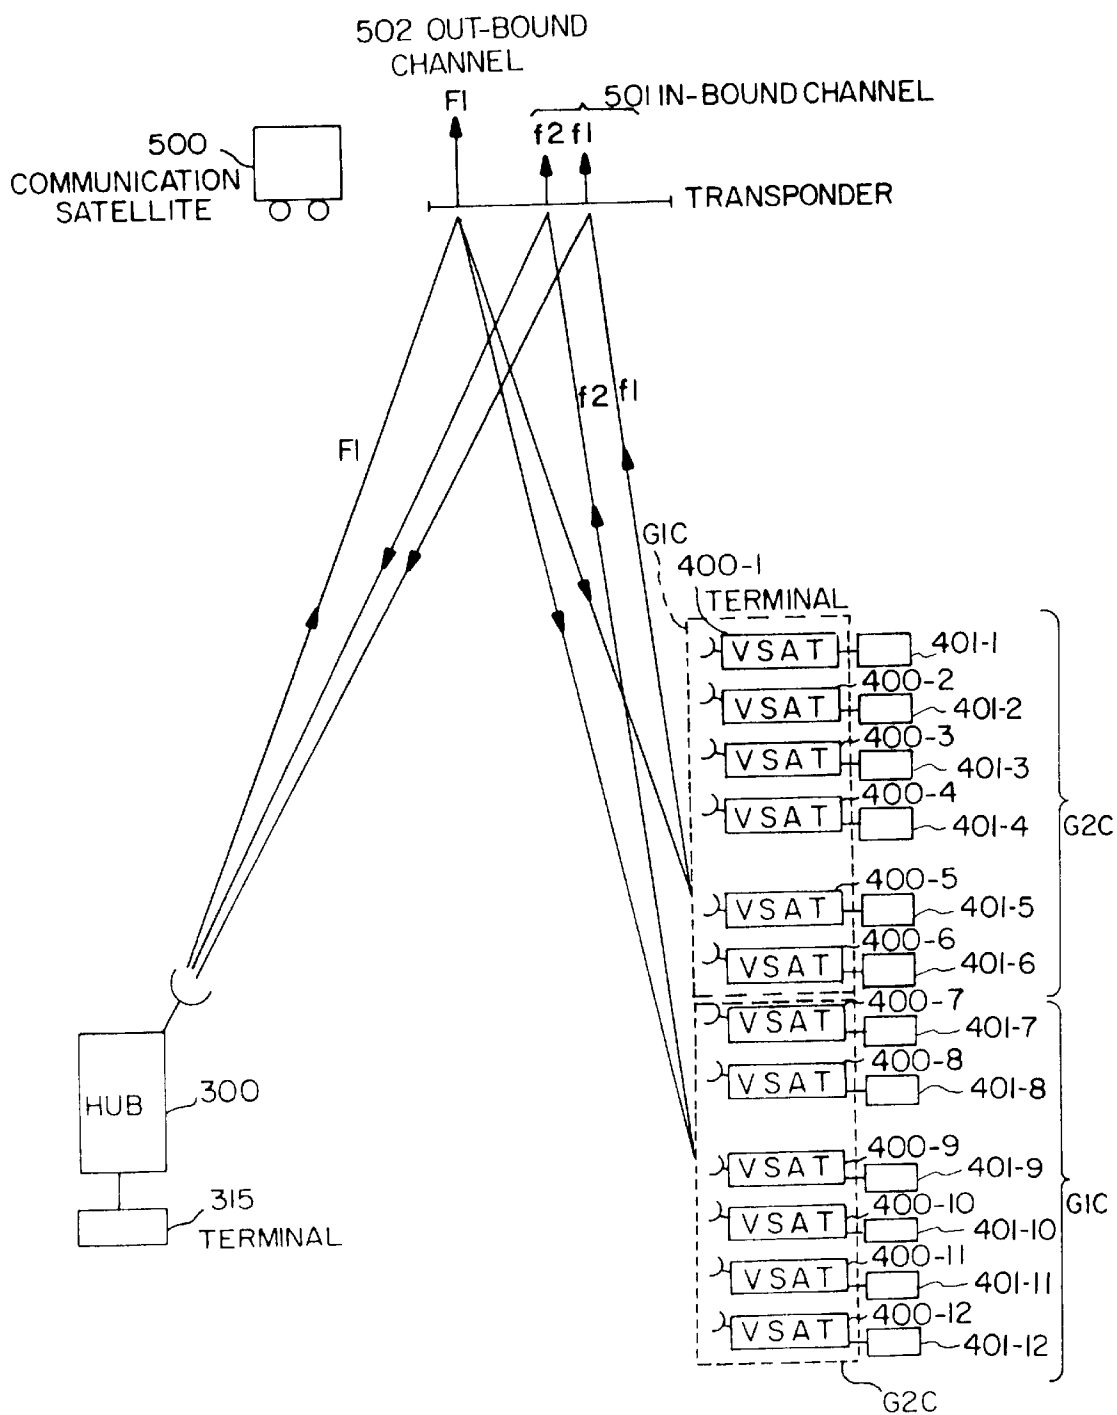 502 OUT-BOUND
CHANNEL
F1
501 IN-BOUND CHANNEL
f2 f1
500
COMMUNICATION
SATELLITE
TRANSPONDER
F1
f2
f1
G1C
400-1
TERMINAL
VSAT
401-1
400-2
VSAT
401-2
400-3
VSAT
401-3
400-4
VSAT
401-4
G2C
400-5
VSAT
401-5
400-6
VSAT
401-6
400-7
VSAT
401-7
400-8
VSAT
401-8
HUB
300
400-9
VSAT
401-9
G1C
315
TERMINAL
400-10
VSAT
401-10
400-11
VSAT
401-11
400-12
VSAT
401-12
G2C